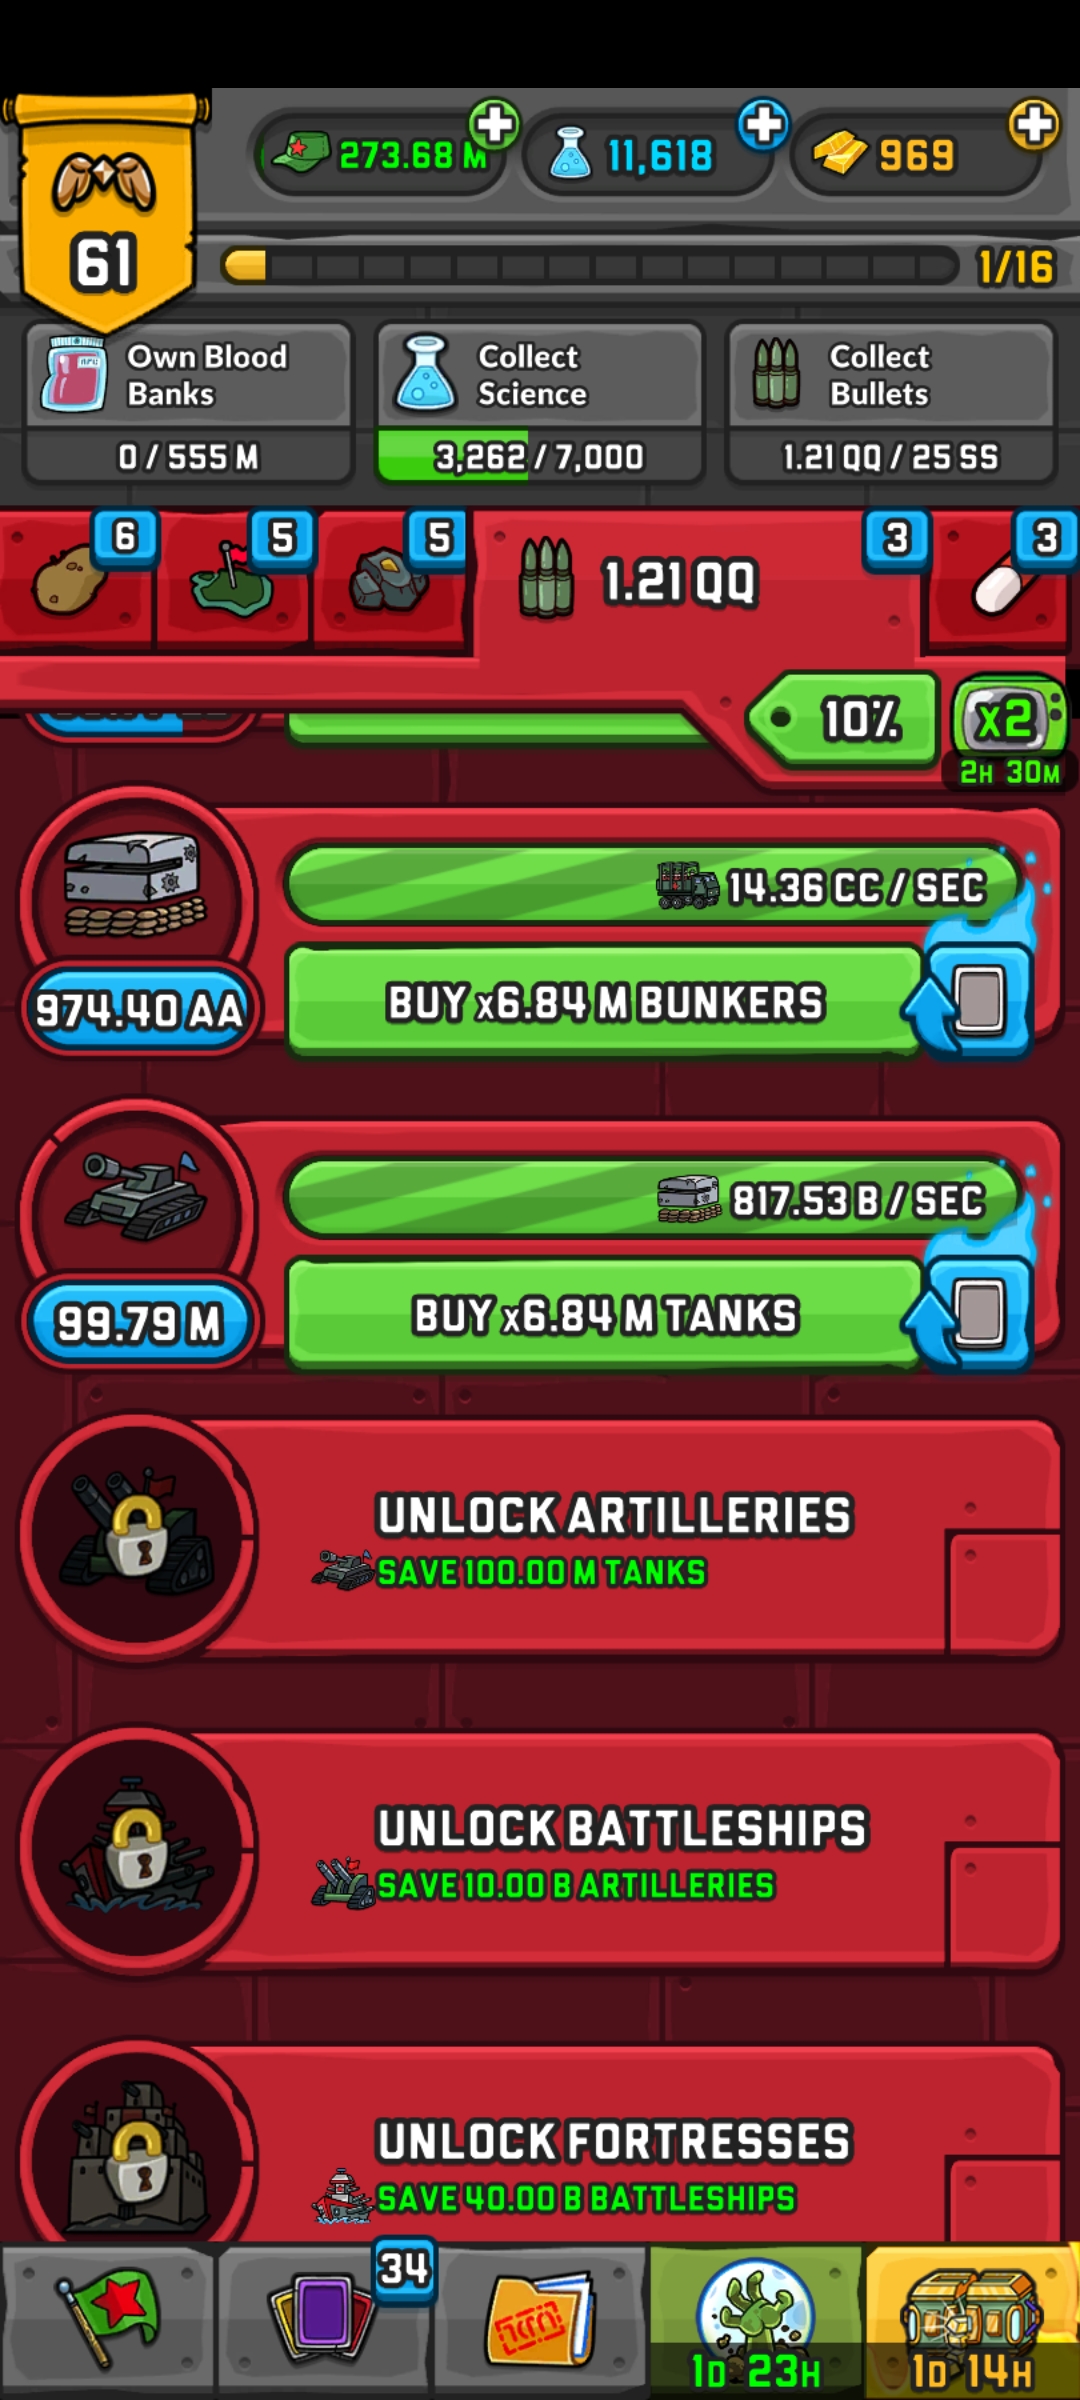 61
273.68 M
11,618
969
1/16
Own Blood
Banks
0 / 555 M
Collect
Science
3,262 / 7,000
Collect
Bullets
1.21 QQ / 25 SS
6
5
5
1.21 QQ
3
3
10%
x2
2H 30M
14.36 CC / SEC
974.40 AA
BUY x6.84 M BUNKERS
817.53 B / SEC
99.79 M
BUY x6.84 M TANKS
UNLOCK ARTILLERIES
SAVE 100.00 M TANKS
UNLOCK BATTLESHIPS
SAVE 10.00 B ARTILLERIES
UNLOCK FORTRESSES
SAVE 40.00 B BATTLESHIPS
34
1D 23H
1D 14H